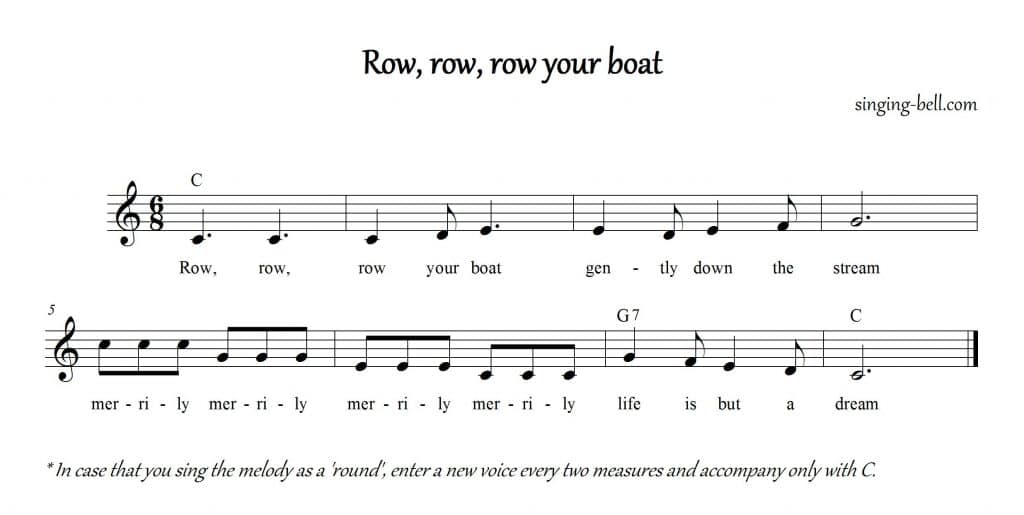 Row, row, row your boat
singing-bell.com
C
6
8
Row, row, row your boat gen - tly down the stream
5
G7 C
mer - ri - ly mer - ri - ly mer - ri - ly mer - ri - ly life is but a dream
* In case that you sing the melody as a 'round', enter a new voice every two measures and accompany only with C.